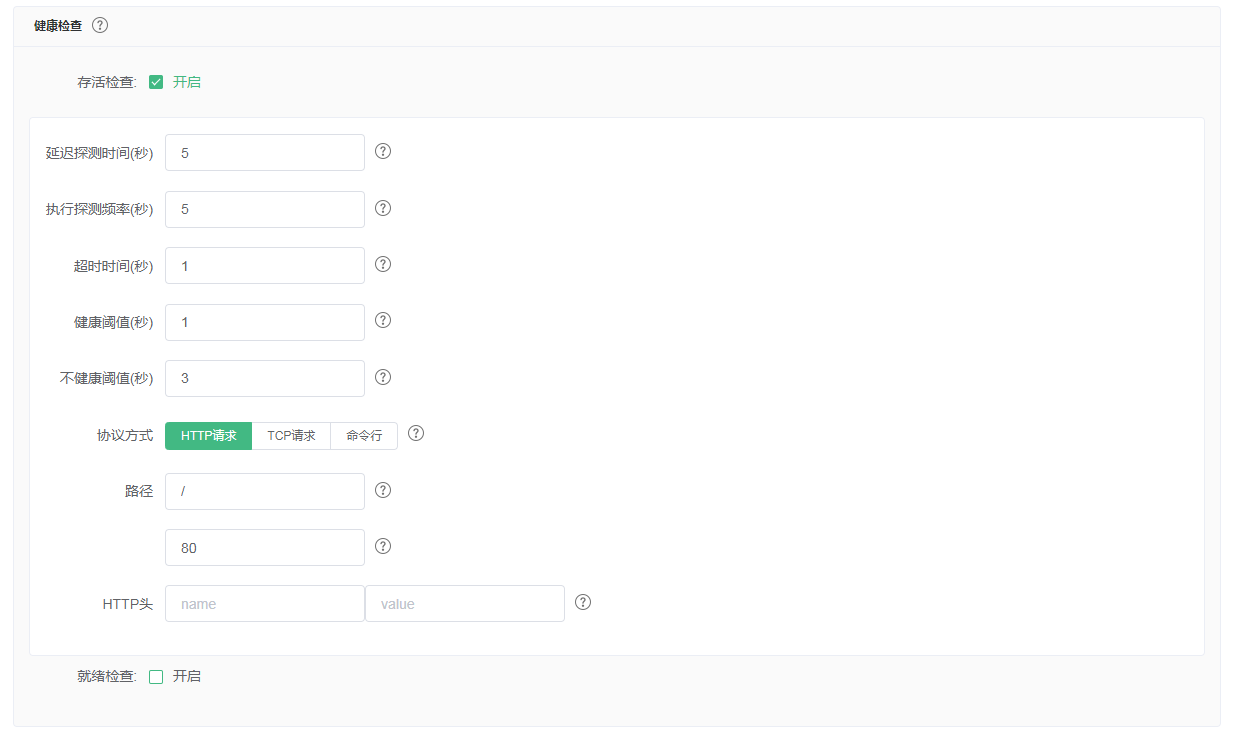 健康检查 ?
存活检查: 开启
延迟探测时间(秒) 5 ?
执行探测频率(秒) 5 ?
超时时间(秒) 1 ?
健康阈值(秒) 1 ?
不健康阈值(秒) 3 ?
协议方式 HTTP请求 TCP请求 命令行 ?
路径 / ?
80 ?
HTTP头 name value ?
就绪检查: 开启